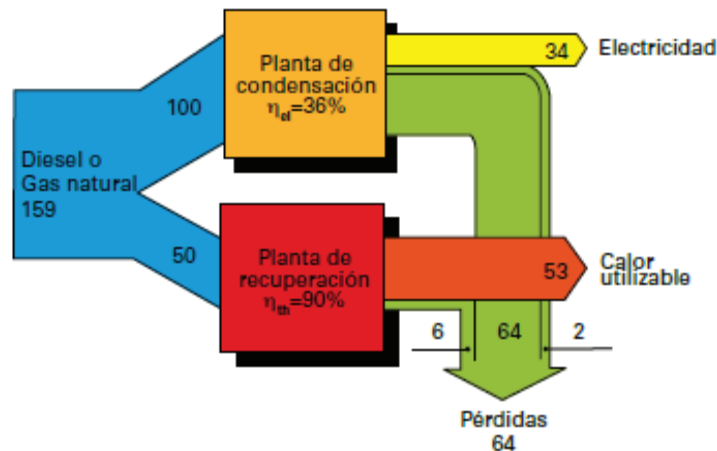 Planta de
condensación
ηel=36%
34
Electricidad
100
Diesel o
Gas natural
159
50
Planta de
recuperación
ηth=90%
53
Calor
utilizable
6
64
2
Pérdidas
64